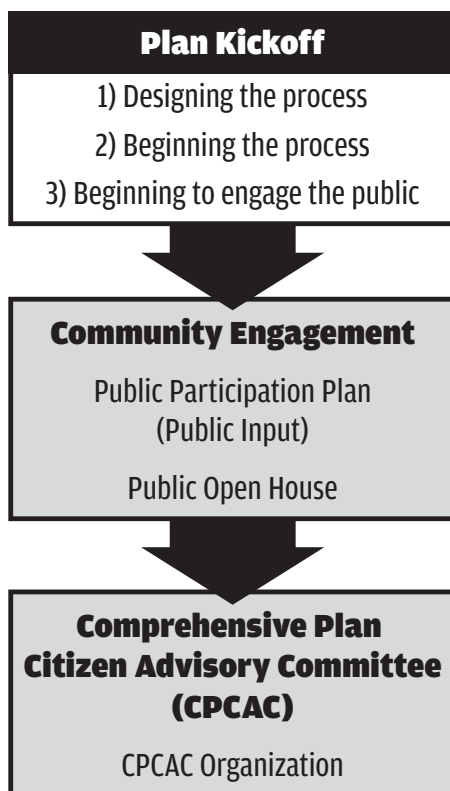 Plan Kickoff
1) Designing the process
2) Beginning the process
3) Beginning to engage the public
Community Engagement
Public Participation Plan
(Public Input)
Public Open House
Comprehensive Plan
Citizen Advisory Committee
(CPCAC)
CPCAC Organization